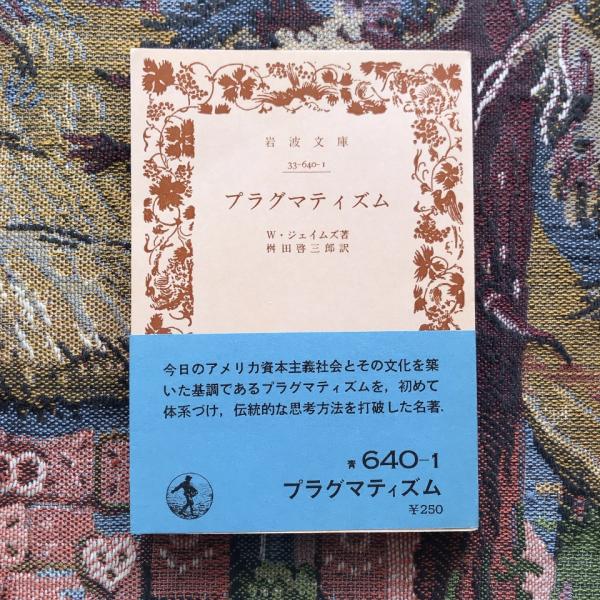 岩波文庫
33-640-1
プラグマティズム
W・ジェイムズ著
桝田啓三郎訳
今日のアメリカ資本主義社会とその文化を築
いた基調であるプラグマティズムを，初めて
体系づけ，伝統的な思考方法を打破した名著．
青 640-1
プラグマティズム
￥250